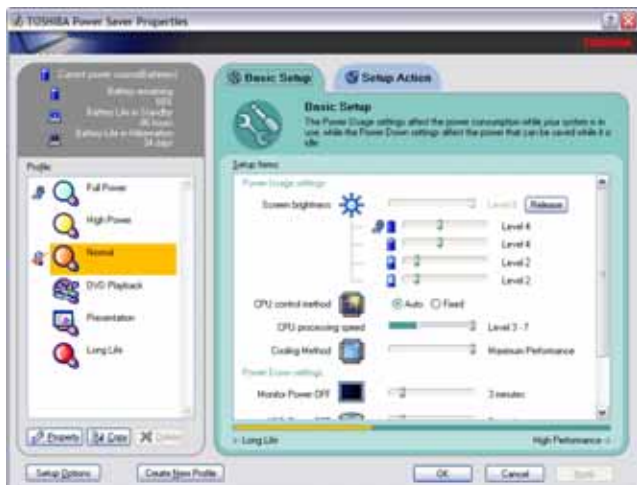 TOSHIBA Power Saver Properties
TOSHIBA
Current power source(Batteries)
Battery remaining
Battery Life in Standby
Battery Life in Hibernation
Profile:
Full Power
High Power
Normal
DVD Playback
Presentation
Long Life
Property
Copy
Delete
Setup Options
Create New Profile
Basic Setup
Setup Action
Basic Setup
The Power Usage settings affect the power consumption while your system is in
use, while the Power Down settings affect the power that can be saved while it is
idle.
Setup Items:
Power Usage settings
Screen brightness
Release
Level 4
Level 4
Level 2
Level 2
CPU control method
Auto
Fixed
CPU processing speed
Level 3 - 7
Cooling Method
Maximum Performance
Power Down settings
Monitor Power OFF
3 minutes
< Long Life
High Performance >
OK
Cancel
Apply